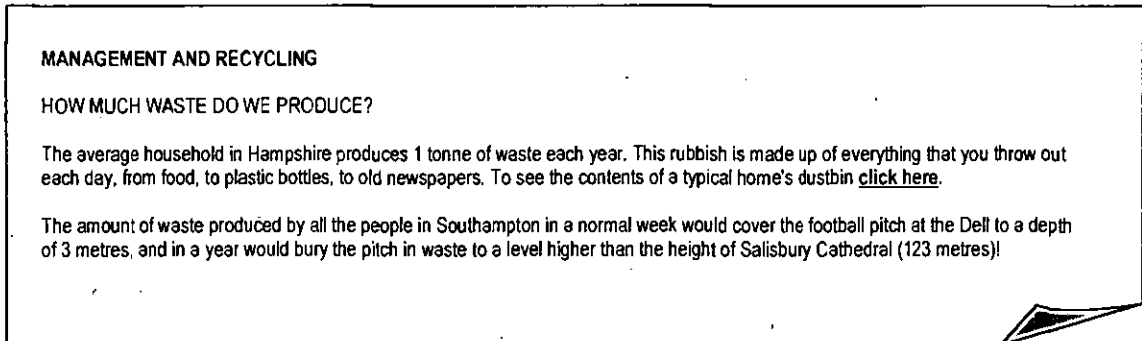 MANAGEMENT AND RECYCLING
HOW MUCH WASTE DO WE PRODUCE?
The average household in Hampshire produces 1 tonne of waste each year. This rubbish is made up of everything that you throw out
each day, from food, to plastic bottles, to old newspapers. To see the contents of a typical home's dustbin click here.
The amount of waste produced by all the people in Southampton in a normal week would cover the football pitch at the Dell to a depth
of 3 metres, and in a year would bury the pitch in waste to a level higher than the height of Salisbury Cathedral (123 metres)!